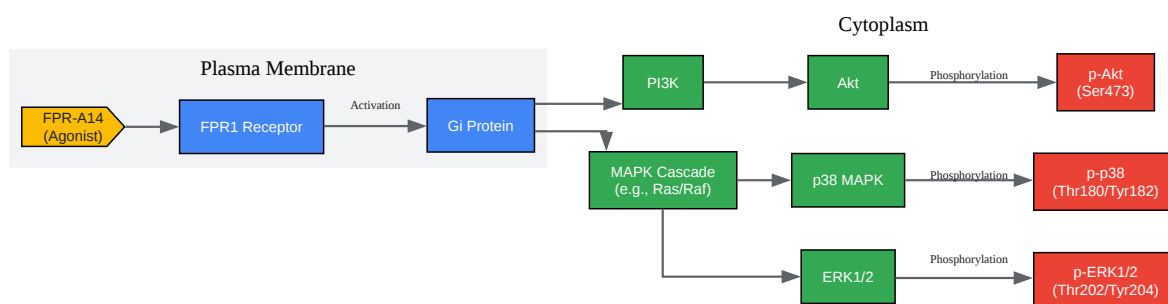 Cytoplasm
Plasma Membrane
FPR-A14
(Agonist)
FPR1 Receptor
Activation
Gi Protein
PI3K
Akt
Phosphorylation
p-Akt
(Ser473)
MAPK Cascade
(e.g., Ras/Raf)
p38 MAPK
Phosphorylation
p-p38
(Thr180/Tyr182)
ERK1/2
Phosphorylation
p-ERK1/2
(Thr202/Tyr204)